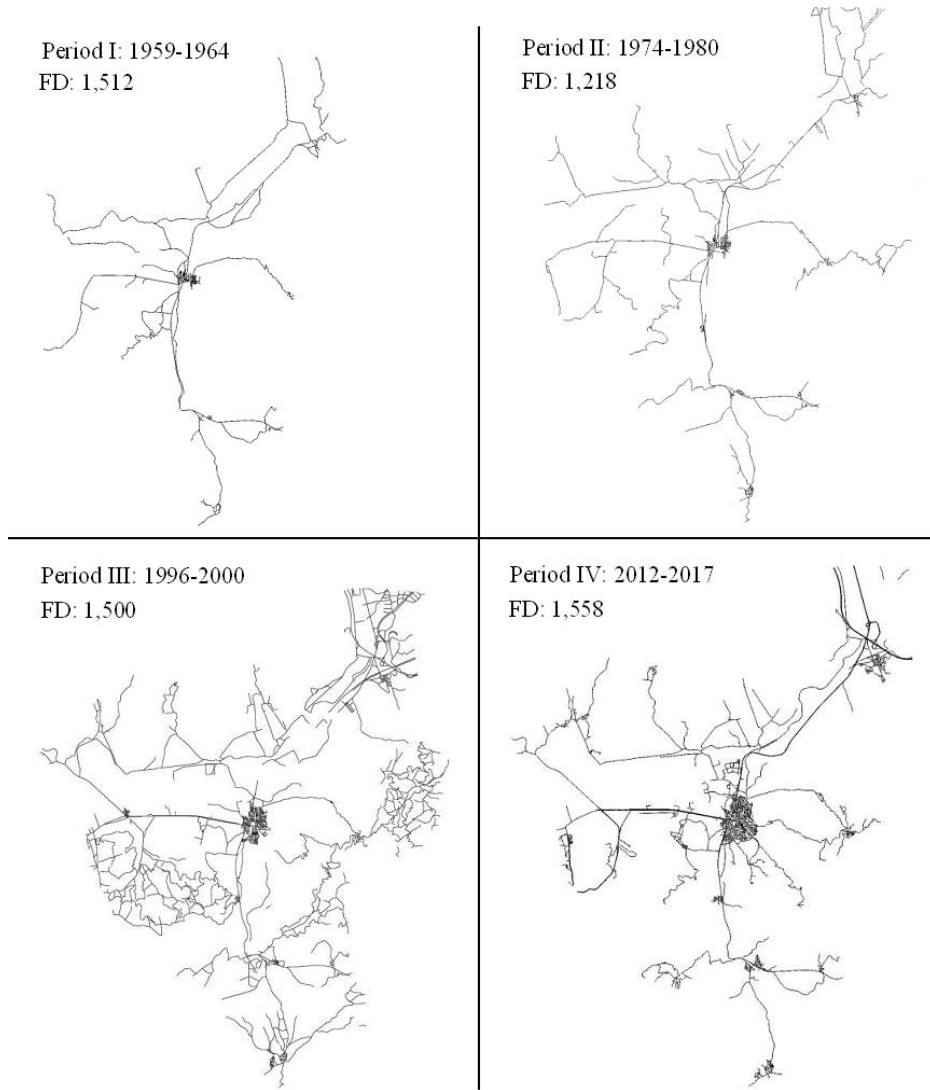 Period I: 1959-1964
FD: 1,512
Period II: 1974-1980
FD: 1,218
Period III: 1996-2000
FD: 1,500
Period IV: 2012-2017
FD: 1,558